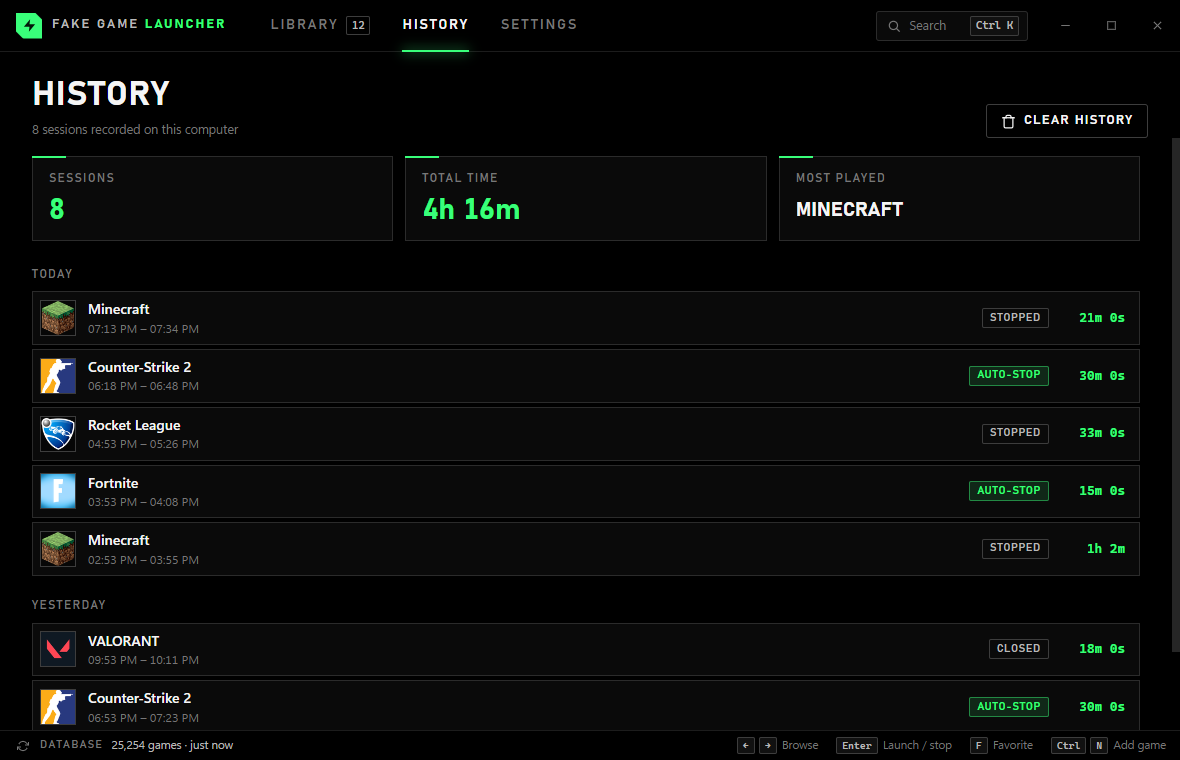 FAKE GAME LAUNCHER LIBRARY 12 HISTORY SETTINGS Search Ctrl K
HISTORY
8 sessions recorded on this computer
CLEAR HISTORY
SESSIONS
8
TOTAL TIME
4h 16m
MOST PLAYED
MINECRAFT
TODAY
Minecraft
07:13 PM – 07:34 PM
STOPPED 21m 0s
Counter-Strike 2
06:18 PM – 06:48 PM
AUTO-STOP 30m 0s
Rocket League
04:53 PM – 05:26 PM
STOPPED 33m 0s
Fortnite
03:53 PM – 04:08 PM
AUTO-STOP 15m 0s
Minecraft
02:53 PM – 03:55 PM
STOPPED 1h 2m
YESTERDAY
VALORANT
09:53 PM – 10:11 PM
CLOSED 18m 0s
Counter-Strike 2
06:53 PM – 07:23 PM
AUTO-STOP 30m 0s
DATABASE 25,254 games · just now ← → Browse Enter Launch / stop F Favorite Ctrl N Add game